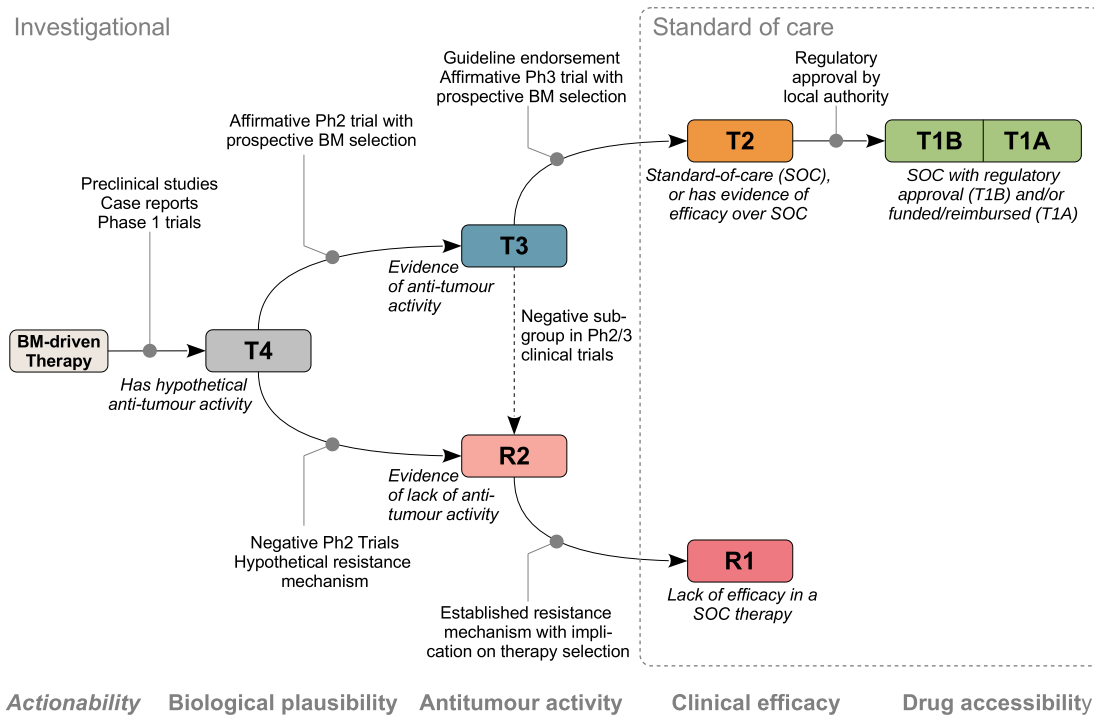 Investigational
Standard of care
Guideline endorsement
Affirmative Ph3 trial with
prospective BM selection
Regulatory
approval by
local authority
Affirmative Ph2 trial with
prospective BM selection
T2
T1B
T1A
Standard-of-care (SOC),
or has evidence of
efficacy over SOC
SOC with regulatory
approval (T1B) and/or
funded/reimbursed (T1A)
Preclinical studies
Case reports
Phase 1 trials
T3
Evidence
of anti-tumour
activity
Negative sub-
group in Ph2/3
clinical trials
BM-driven
Therapy
T4
Has hypothetical
anti-tumour activity
R2
Evidence
of lack of anti-
tumour activity
Negative Ph2 Trials
Hypothetical resistance
mechanism
R1
Lack of efficacy in a
SOC therapy
Established resistance
mechanism with impli-
cation on therapy selection
Actionability
Biological plausibility
Antitumour activity
Clinical efficacy
Drug accessibility